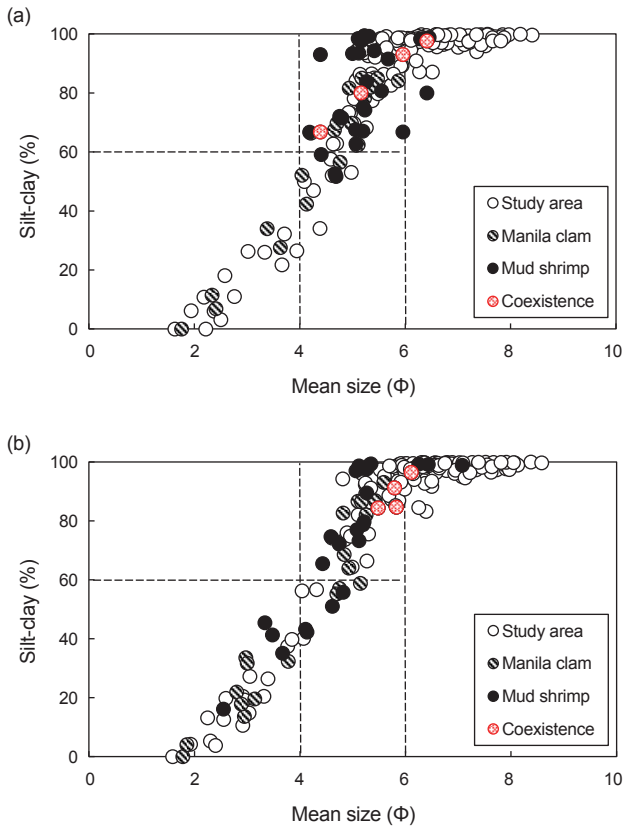 (a)
100
80
60
40
20
0
Silt-clay (%)
Study area
Manila clam
Mud shrimp
Coexistence
0 2 4 6 8 10
Mean size (Φ)
(b)
100
80
60
40
20
0
Silt-clay (%)
Study area
Manila clam
Mud shrimp
Coexistence
0 2 4 6 8 10
Mean size (Φ)